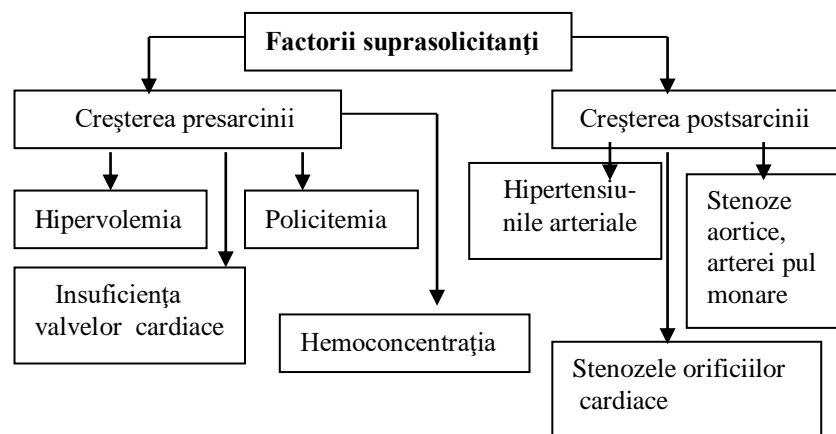 Factorii suprasolicitanţi
Creşterea presarcinii
Creşterea postsarcinii
Hipervolemia
Policitemia
Hipertensiu-
nile arteriale
Stenoze
aortice,
arterei pul
monare
Insuficienţa
valvelor cardiace
Hemoconcentraţia
Stenozele orificiilor
cardiace